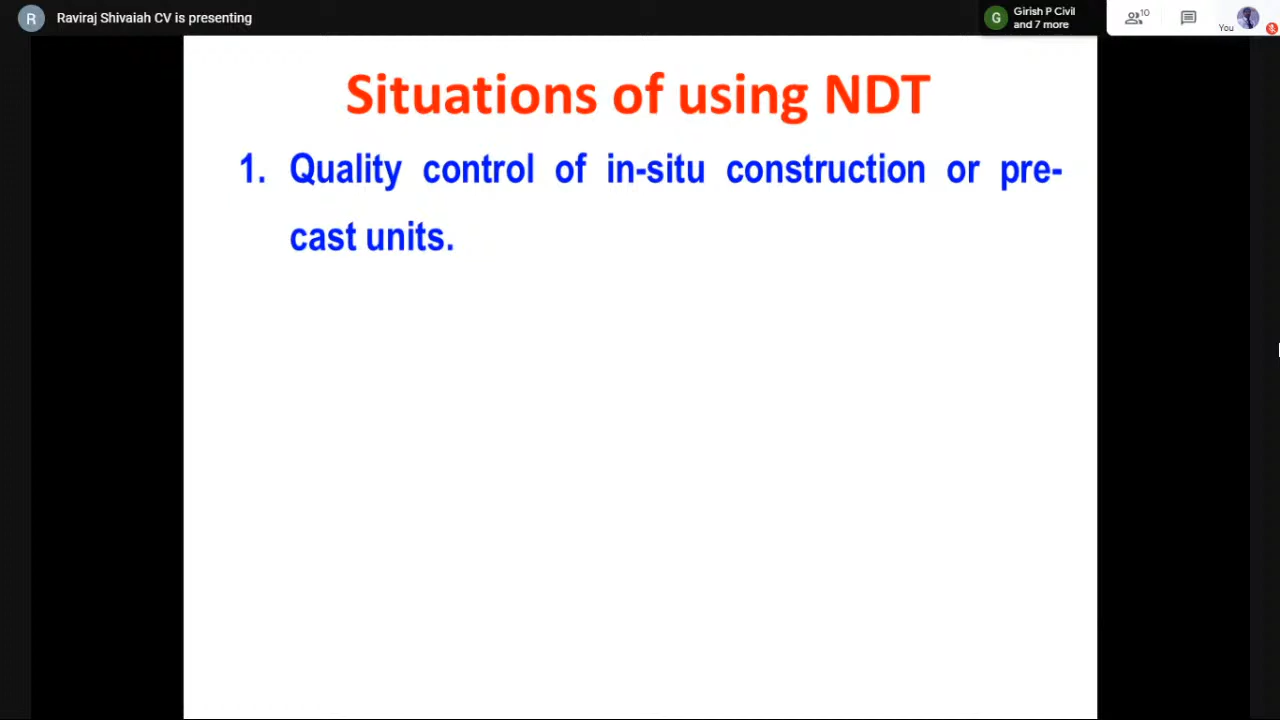 R Raviraj Shivaiah CV is presenting
G Girish P Civil
and 7 more
10
You
Situations of using NDT
1. Quality control of in-situ construction or pre-
cast units.